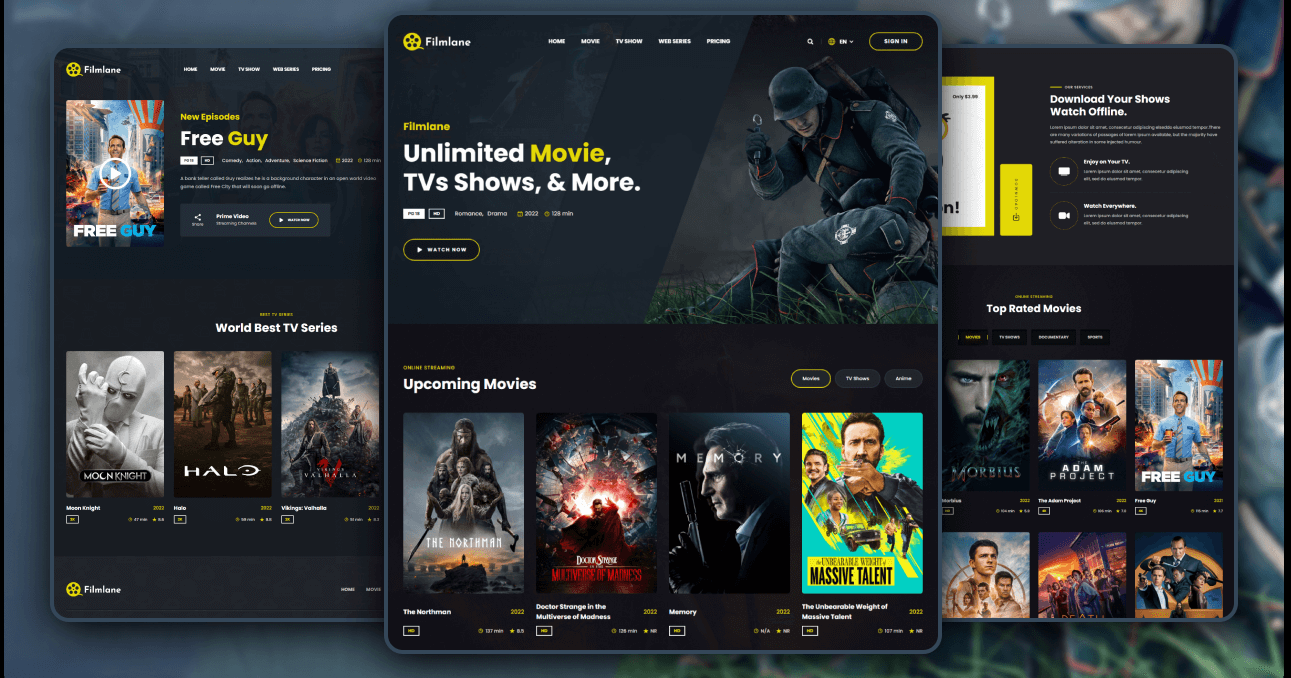 Filmlane
HOME MOVIE TV SHOW WEB SERIES PRICING
New Episodes
Free Guy
PG 18 HD Comedy, Action, Adventure, Science Fiction 2022 128 min
A bank teller called Guy realizes he is a background character in an open world video
game called Free City that will soon go offline.
FREE GUY
Share
Prime Video
Streaming Channels
WATCH NOW
BEST TV SERIES
World Best TV Series
MOON KNIGHT
HALO
VIKINGS
VALHALLA
Moon Knight 2022
2K 47 min
Halo 2022
2K 59 min 8.8
Vikings: Valhalla 2022
2K 51 min
Filmlane
HOME MOVIE
Filmlane
HOME MOVIE TV SHOW WEB SERIES PRICING
EN
SIGN IN
Filmlane
Unlimited Movie,
TVs Shows, & More.
PG 18 HD Romance, Drama 2022 128 min
WATCH NOW
ONLINE STREAMING
Upcoming Movies
Movies TV Shows Anime
THE NORTHMAN
DOCTOR STRANGE
IN THE
MULTIVERSE OF MADNESS
MEMORY
THE UNBEARABLE WEIGHT OF
MASSIVE TALENT
The Northman 2022
HD 137 min 8.5
Doctor Strange in the
Multiverse of Madness 2022
HD 126 min NR
Memory 2022
HD N/A NR
The Unbearable Weight of
Massive Talent 2022
HD 107 min NR
Only $3.99
n!
DOWNLOAD
OUR SERVICES
Download Your Shows
Watch Offline.
Lorem ipsum dolor sit amet, consecetur adipiscing elseddo eiusmod tempor.There
are many variations of passages of lorem Ipsum available, but the majority have
suffered alteration in some injected humour.
Enjoy on Your TV.
Lorem ipsum dolor sit amet, consecetur adipiscing
elit, sed do eiusmod tempor.
Watch Everywhere.
Lorem ipsum dolor sit amet, consecetur adipiscing
elit, sed do eiusmod tempor.
ONLINE STREAMING
Top Rated Movies
MOVIES TV SHOWS DOCUMENTARY SPORTS
MORBIUS
THE
ADAM
PROJECT
FREE GUY
Morbius 2022
HD 104 min 5.9
The Adam Project 2022
HD 106 min 7.0
Free Guy 2021
4K 115 min 7.7
DEATH